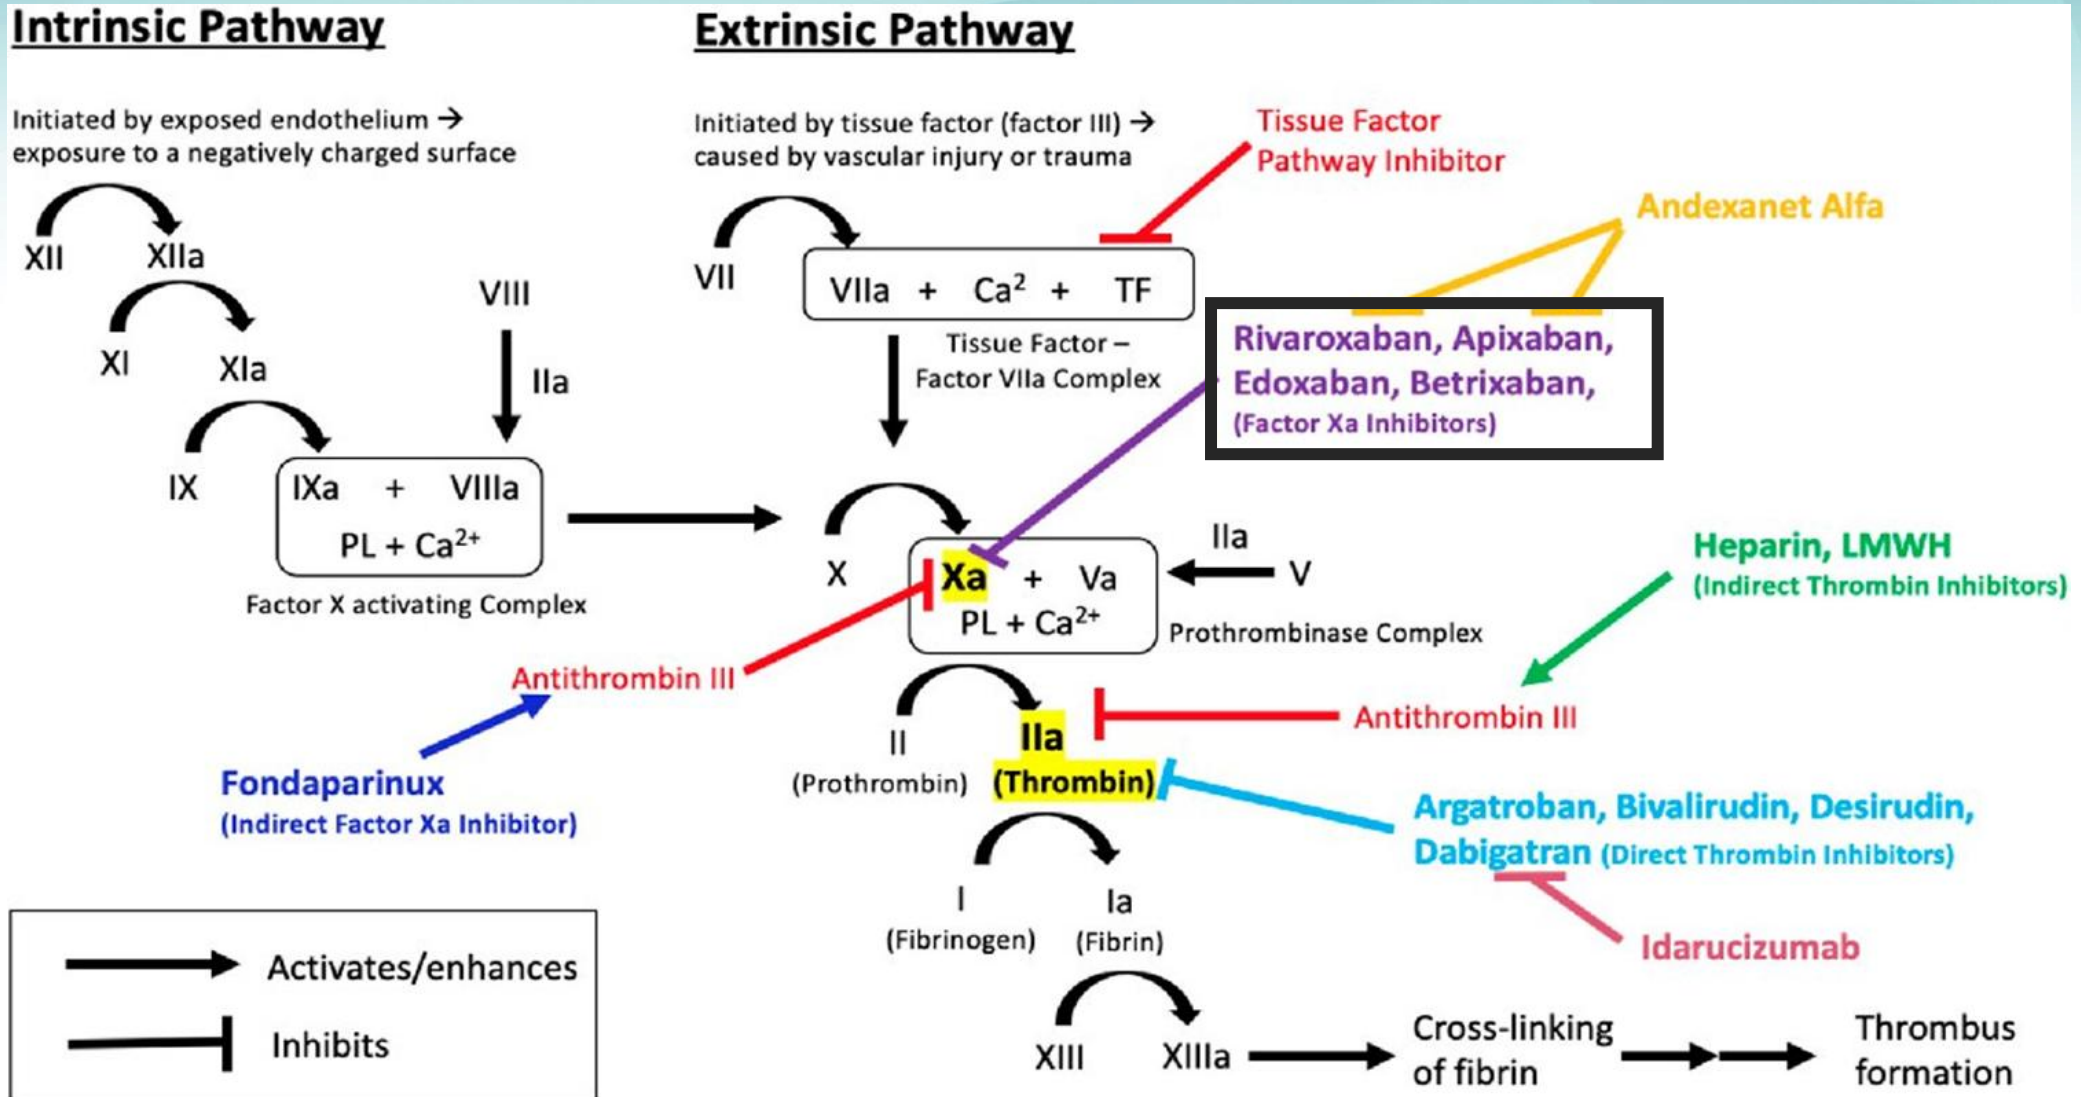 Intrinsic Pathway
Initiated by exposed endothelium →
exposure to a negatively charged surface
XII
XIIa
XI
XIa
VIII
IIa
IX
IXa + VIIIa
PL + Ca²⁺
Factor X activating Complex
Extrinsic Pathway
Initiated by tissue factor (factor III) →
caused by vascular injury or trauma
Tissue Factor
Pathway Inhibitor
VII
VIIa + Ca² + TF
Tissue Factor –
Factor VIIa Complex
Andexanet Alfa
Rivaroxaban, Apixaban,
Edoxaban, Betrixaban,
(Factor Xa Inhibitors)
X
Xa + Va
PL + Ca²⁺
IIa
V
Prothrombinase Complex
Heparin, LMWH
(Indirect Thrombin Inhibitors)
Antithrombin III
Fondaparinux
(Indirect Factor Xa Inhibitor)
II
(Prothrombin)
IIa
(Thrombin)
Antithrombin III
Argatroban, Bivalirudin, Desirudin,
Dabigatran (Direct Thrombin Inhibitors)
Idarucizumab
I
(Fibrinogen)
Ia
(Fibrin)
XIII
XIIIa
Cross-linking
of fibrin
Thrombus
formation
Activates/enhances
Inhibits